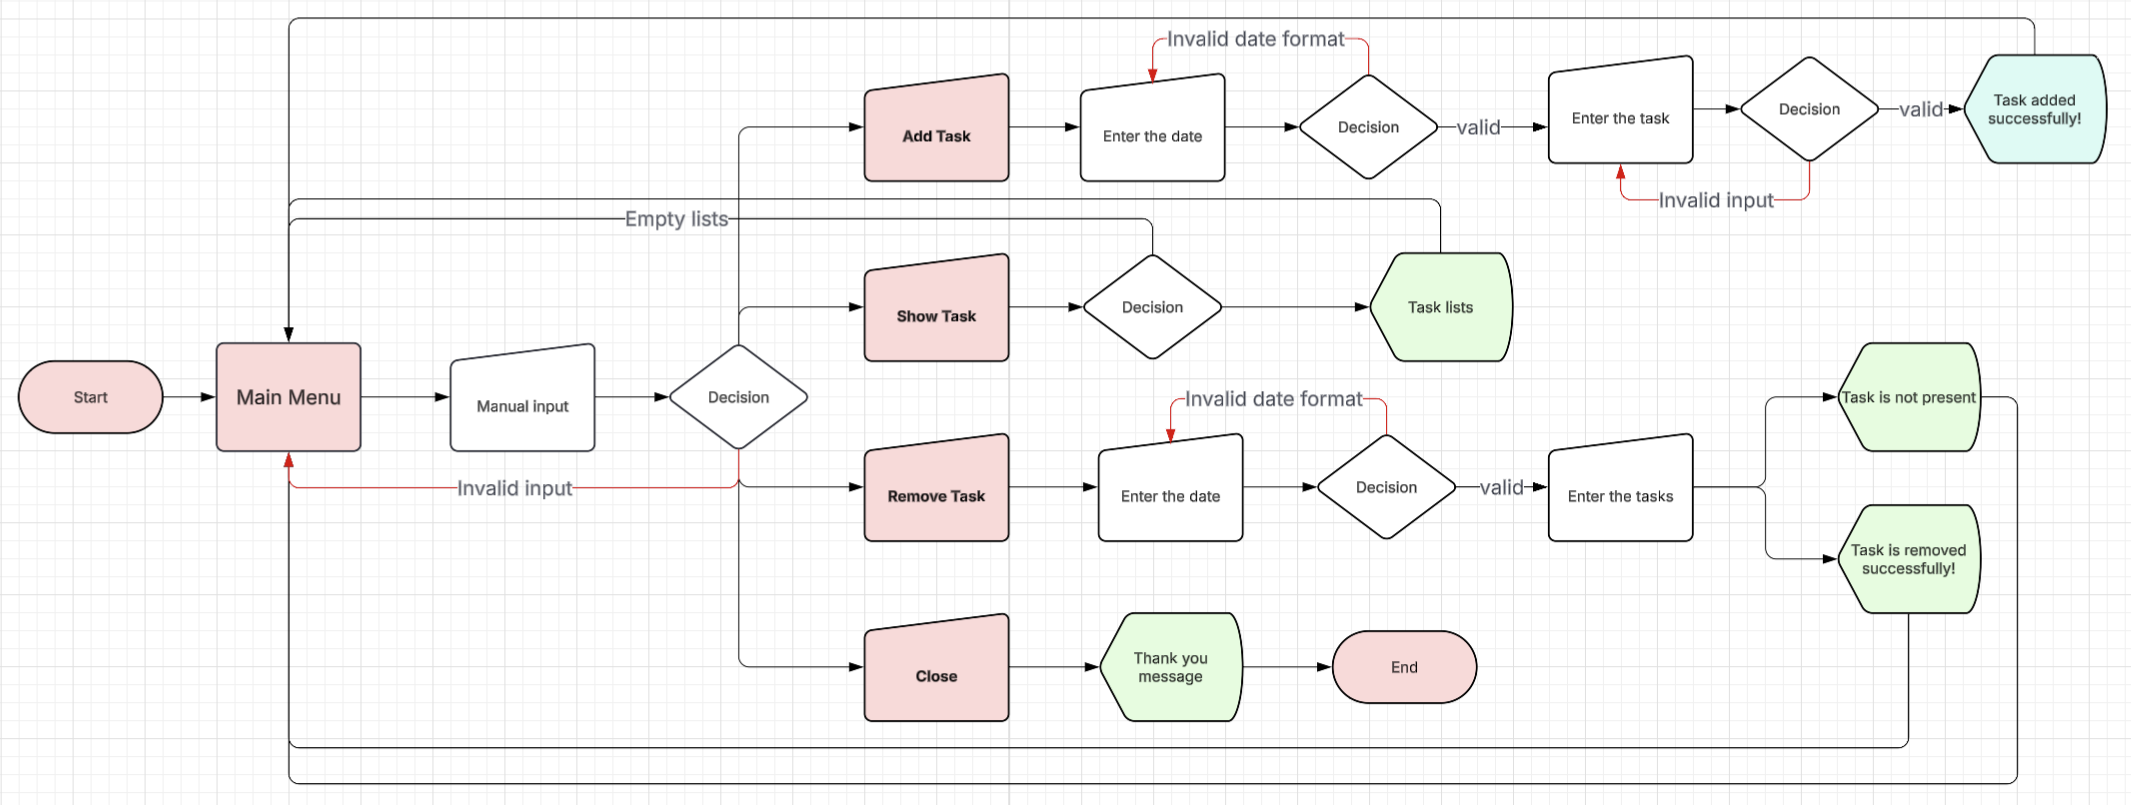 Invalid date format
Add Task
Enter the date
Decision
valid
Enter the task
Decision
valid
Task added
successfully!
Invalid input
Empty lists
Show Task
Decision
Task lists
Start
Main Menu
Manual input
Decision
Invalid input
Invalid date format
Remove Task
Enter the date
Decision
valid
Enter the tasks
Task is not present
Task is removed
successfully!
Close
Thank you
message
End